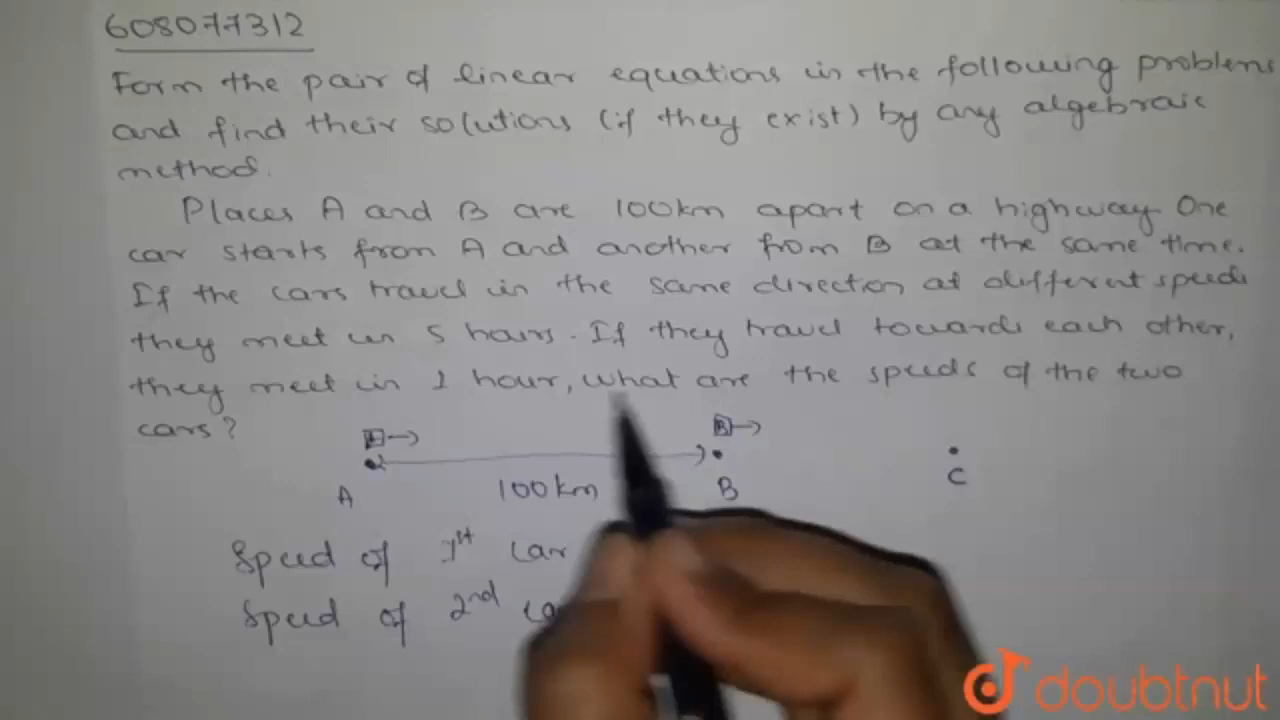 608077312
Form the pair of linear equations in the following problems
and find their solutions (if they exist) by any algebraic
method.
Places A and B are 100km apart on a highway. One
car starts from A and another from B at the same time.
If the cars travel in the same direction at different speeds
they meet in 5 hours. If they travel towards each other,
they meet in 1 hour, what are the speeds of the two
cars?
A B
A 100km B C
Speed of 1st car
Speed of 2nd
doubtnut